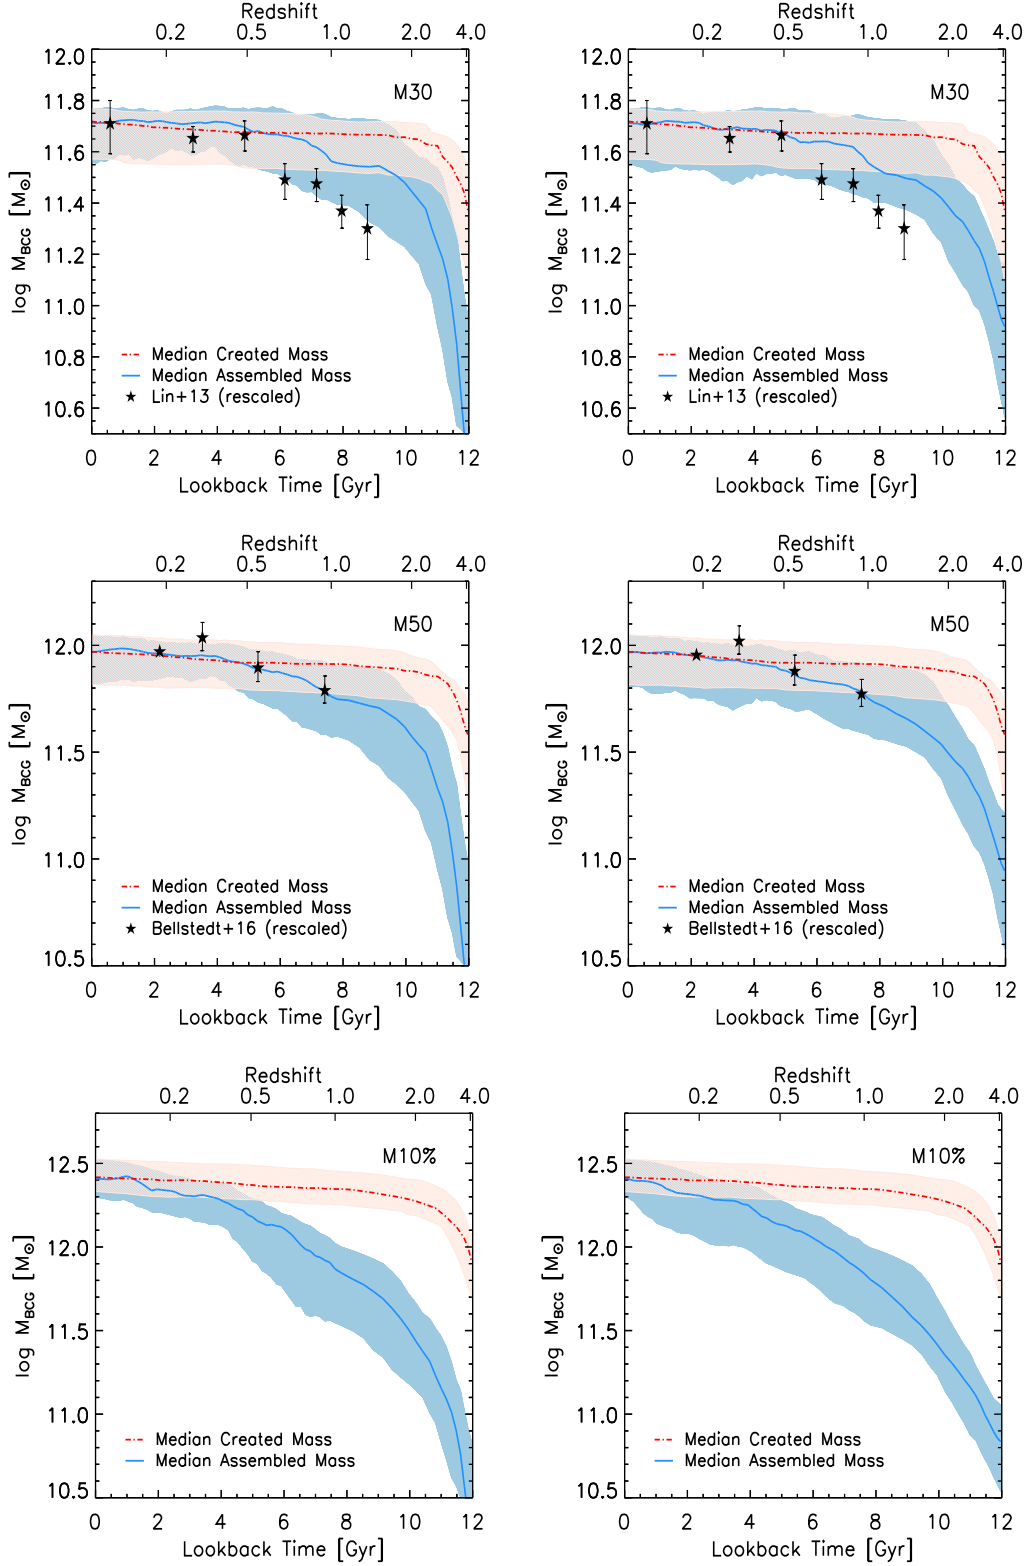 Redshift
0.2 0.5 1.0 2.0 4.0
12.0
11.8
11.6
11.4
11.2
11.0
10.8
10.6
log M_BCG [M_⊙]
M30
Median Created Mass
Median Assembled Mass
Lin+13 (rescaled)
0 2 4 6 8 10 12
Lookback Time [Gyr]
Redshift
0.2 0.5 1.0 2.0 4.0
12.0
11.8
11.6
11.4
11.2
11.0
10.8
10.6
log M_BCG [M_⊙]
M30
Median Created Mass
Median Assembled Mass
Lin+13 (rescaled)
0 2 4 6 8 10 12
Lookback Time [Gyr]
Redshift
0.2 0.5 1.0 2.0 4.0
12.0
11.5
11.0
10.5
log M_BCG [M_⊙]
M50
Median Created Mass
Median Assembled Mass
Bellstedt+16 (rescaled)
0 2 4 6 8 10 12
Lookback Time [Gyr]
Redshift
0.2 0.5 1.0 2.0 4.0
12.0
11.5
11.0
10.5
log M_BCG [M_⊙]
M50
Median Created Mass
Median Assembled Mass
Bellstedt+16 (rescaled)
0 2 4 6 8 10 12
Lookback Time [Gyr]
Redshift
0.2 0.5 1.0 2.0 4.0
12.5
12.0
11.5
11.0
10.5
log M_BCG [M_⊙]
M10%
Median Created Mass
Median Assembled Mass
0 2 4 6 8 10 12
Lookback Time [Gyr]
Redshift
0.2 0.5 1.0 2.0 4.0
12.5
12.0
11.5
11.0
10.5
log M_BCG [M_⊙]
M10%
Median Created Mass
Median Assembled Mass
0 2 4 6 8 10 12
Lookback Time [Gyr]